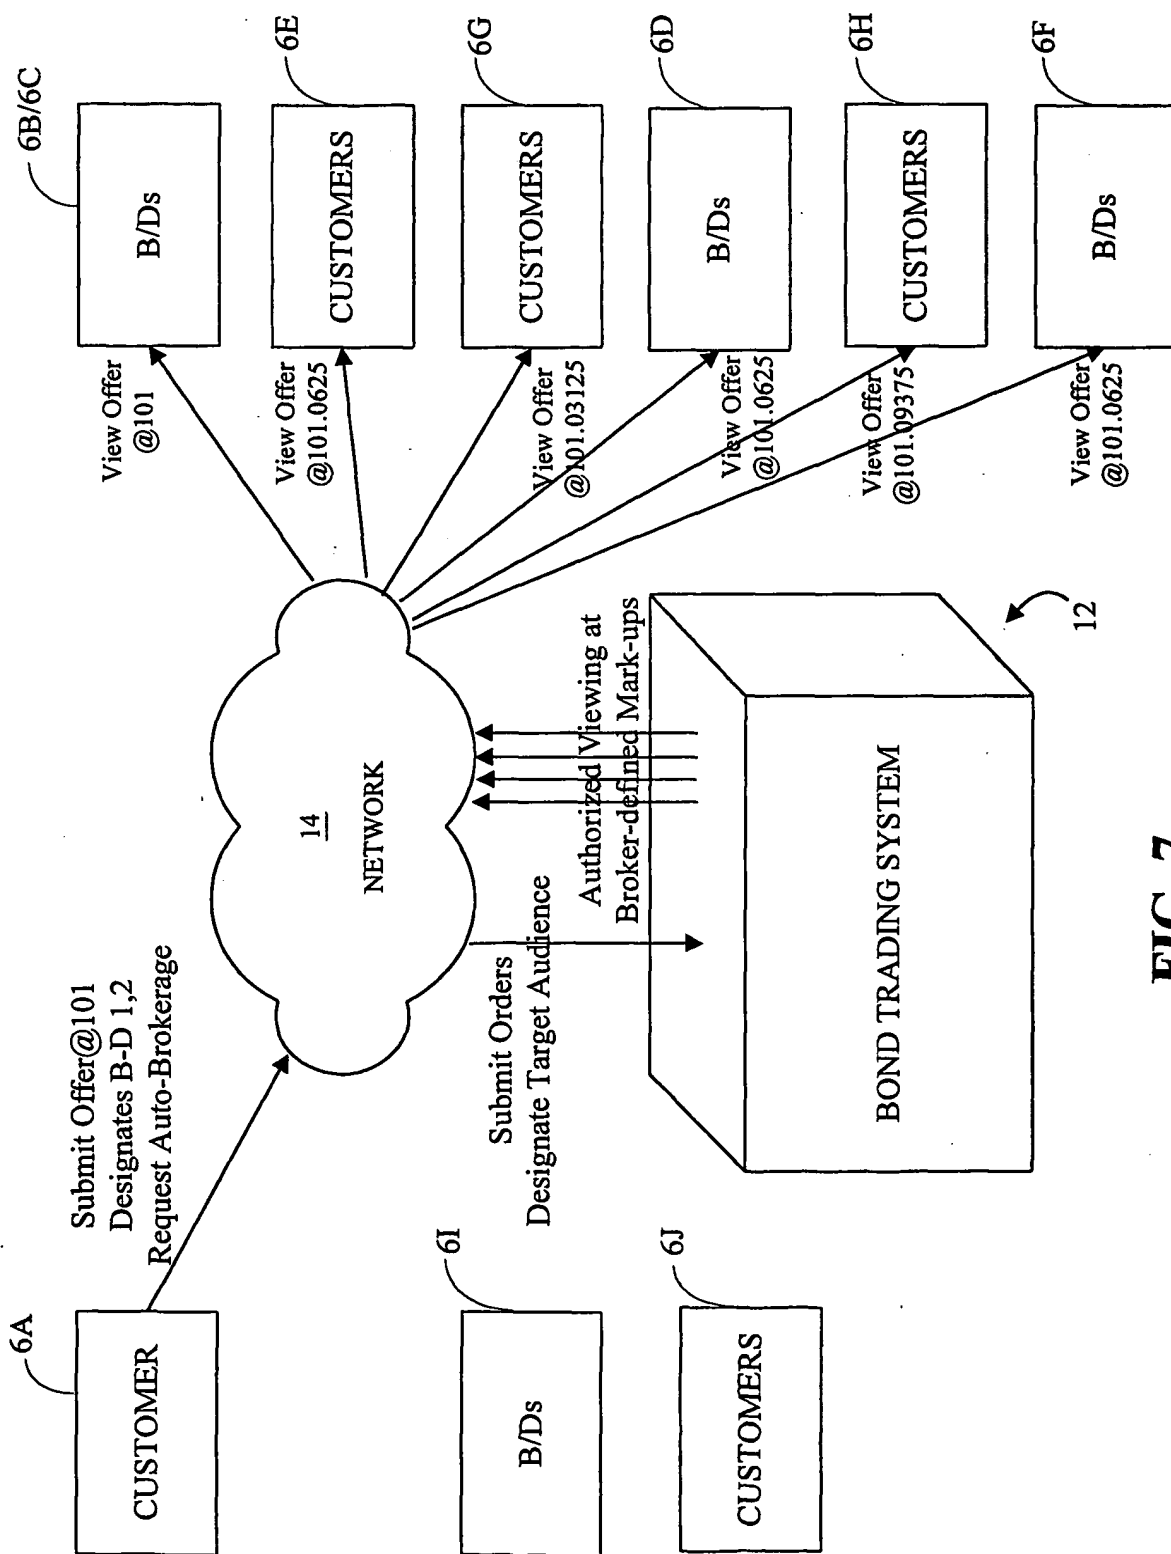 6A
CUSTOMER
Submit Offer@101
Designates B-D 1,2
Request Auto-Brokerage
6I
B/Ds
6J
CUSTOMERS
14
NETWORK
Submit Orders
Designate Target Audience
Authorized Viewing at
Broker-defined Mark-ups
BOND TRADING SYSTEM
12
View Offer
@101
B/Ds
6B/6C
View Offer
@101.0625
CUSTOMERS
6E
View Offer
@101.03125
CUSTOMERS
6G
View Offer
@101.0625
B/Ds
6D
View Offer
@101.09375
CUSTOMERS
6H
View Offer
@101.0625
B/Ds
6F
FIG. 7